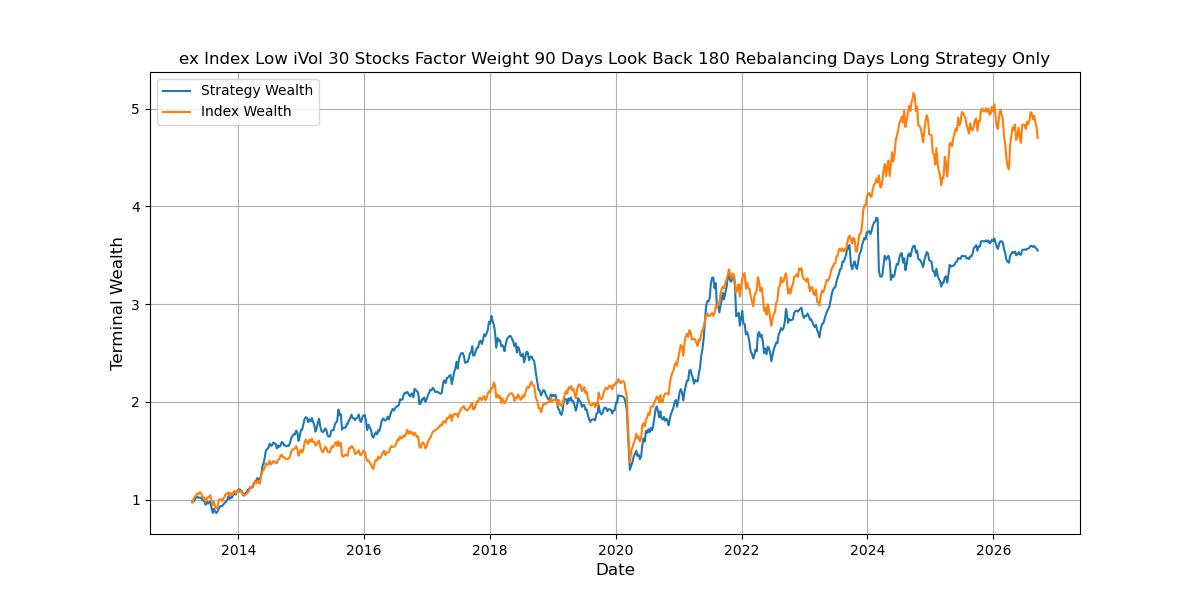 ex Index Low iVol 30 Stocks Factor Weight 90 Days Look Back 180 Rebalancing Days Long Strategy Only
Strategy Wealth
Index Wealth
Terminal Wealth
5
4
3
2
1
2014 2016 2018 2020 2022 2024 2026
Date